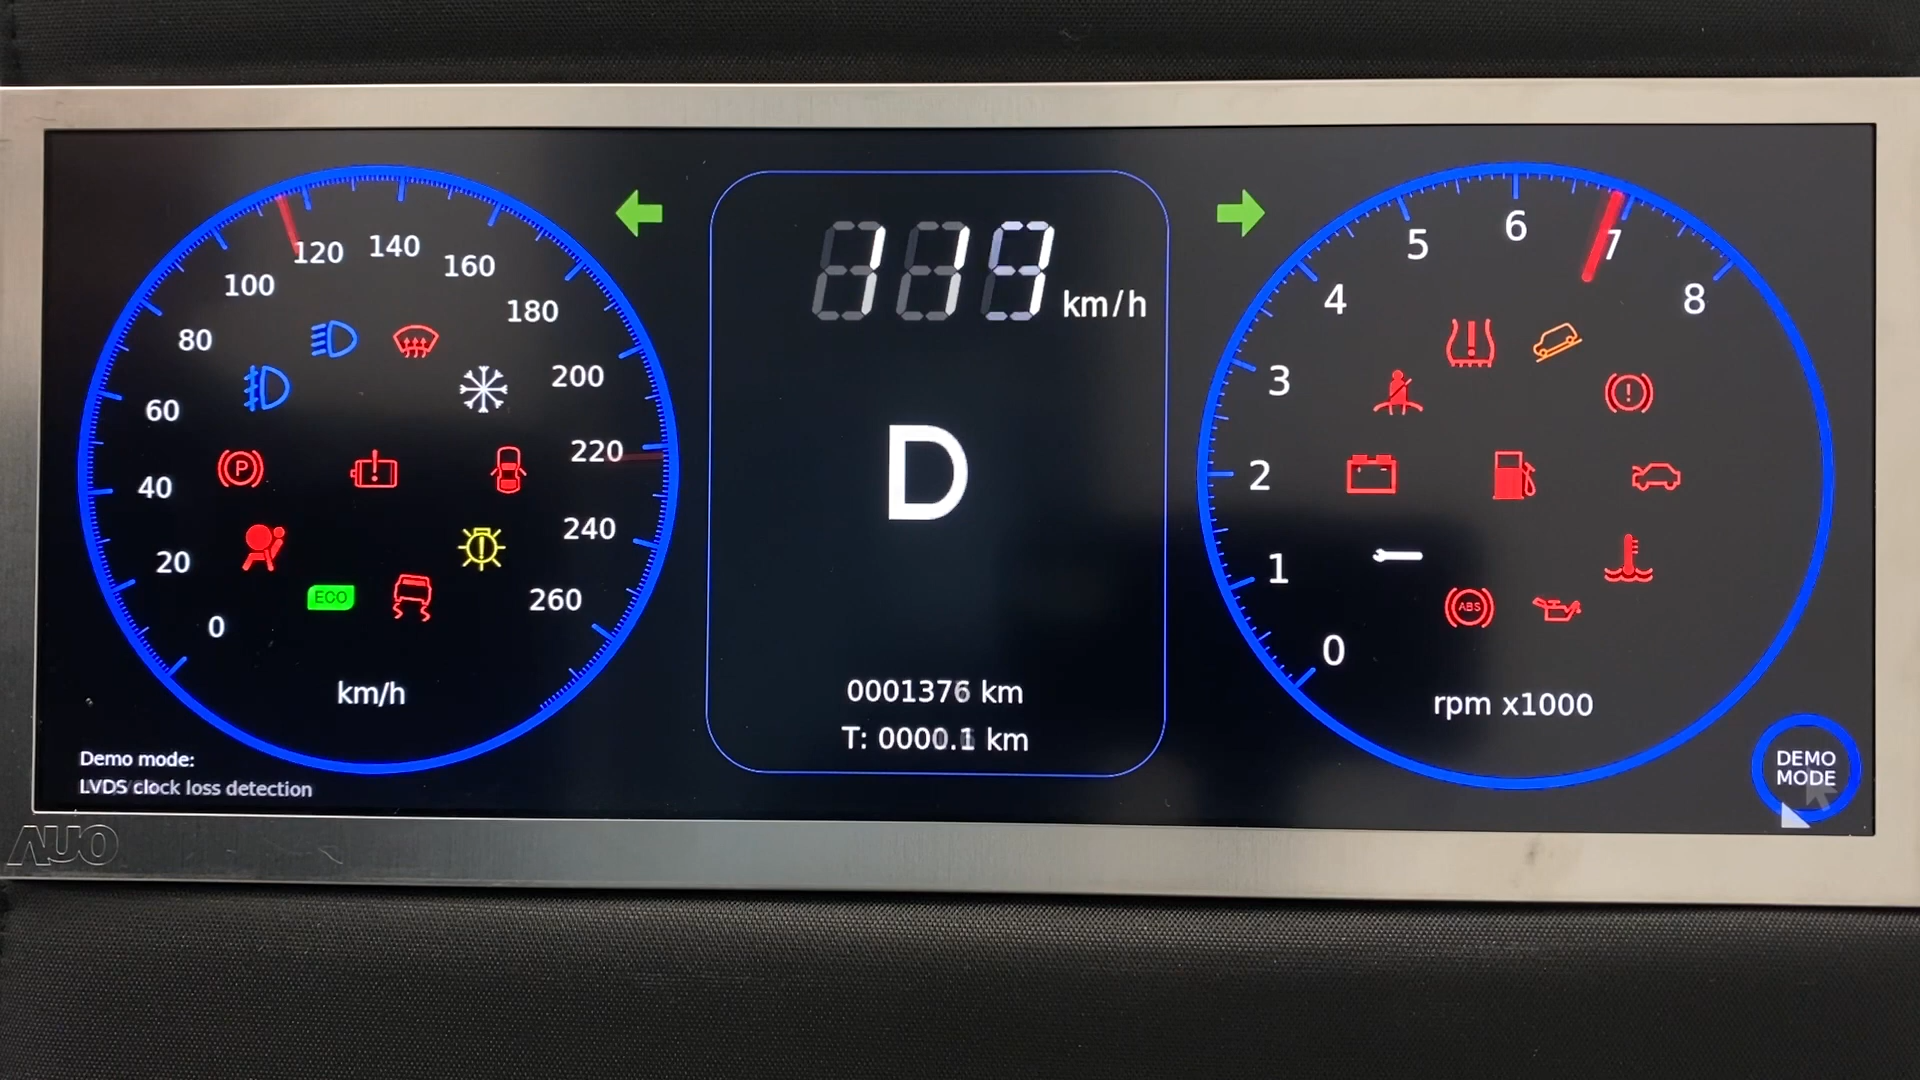 0
20
40
60
80
100
120
140
160
180
200
220
240
260
km/h
P
ECO
km/h
D
0001376 km
T: 0000.1 km
0
1
2
3
4
5
6
7
8
ABS
rpm x1000
Demo mode:
LVDS clock loss detection
DEMO
MODE
AUO